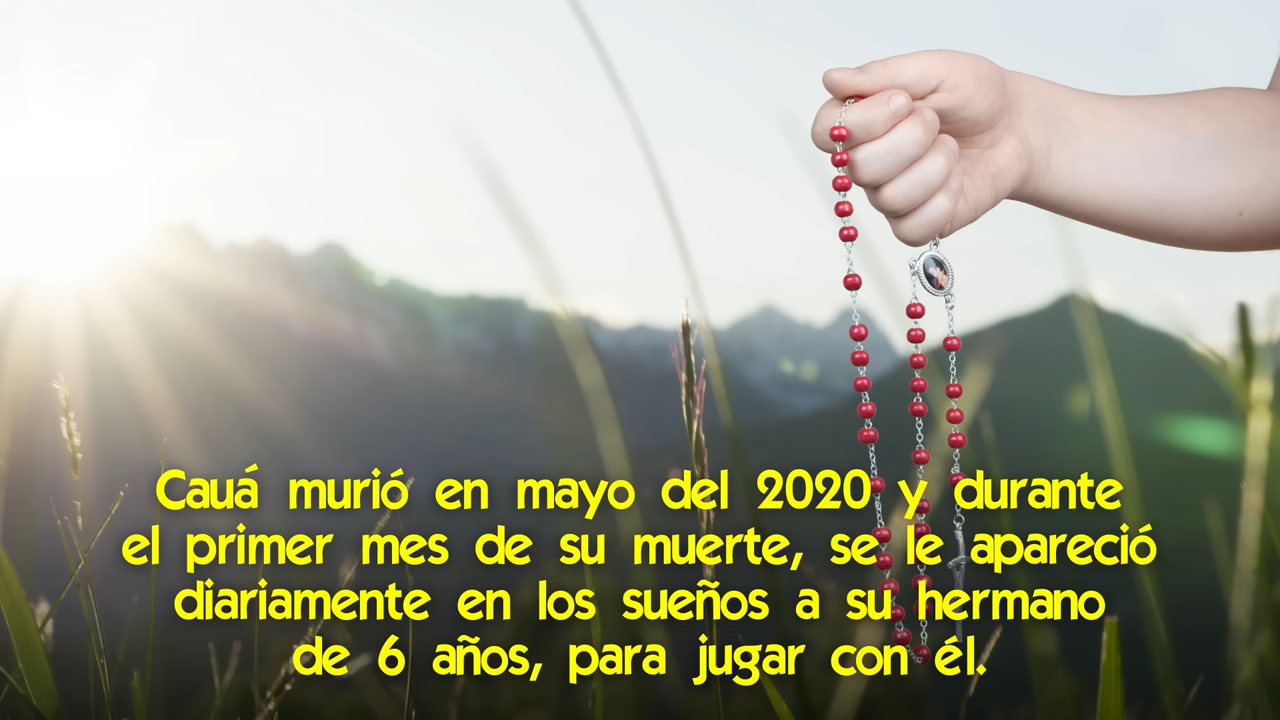 Cauá murió en mayo del 2020 y durante
el primer mes de su muerte, se le apareció
diariamente en los sueños a su hermano
de 6 años, para jugar con él.